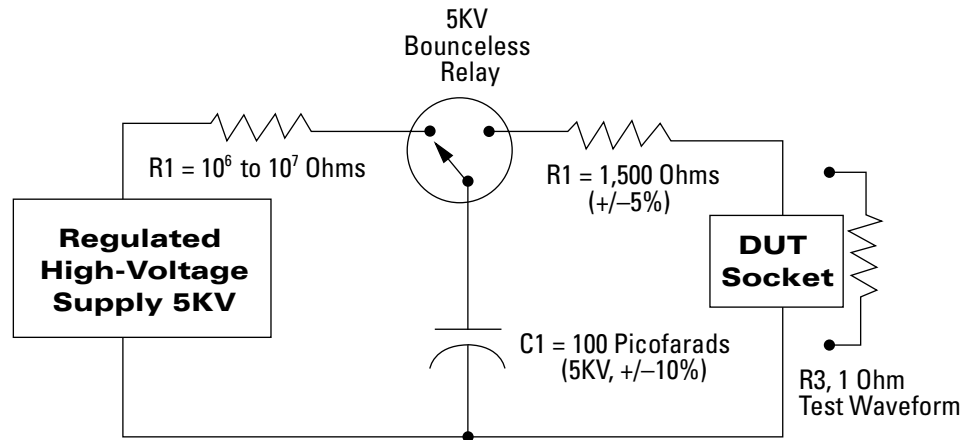 5KV
Bounceless
Relay
R1 = 10⁶ to 10⁷ Ohms
R1 = 1,500 Ohms
(+/–5%)
Regulated
High-Voltage
Supply 5KV
DUT
Socket
C1 = 100 Picofarads
(5KV, +/–10%)
R3, 1 Ohm
Test Waveform